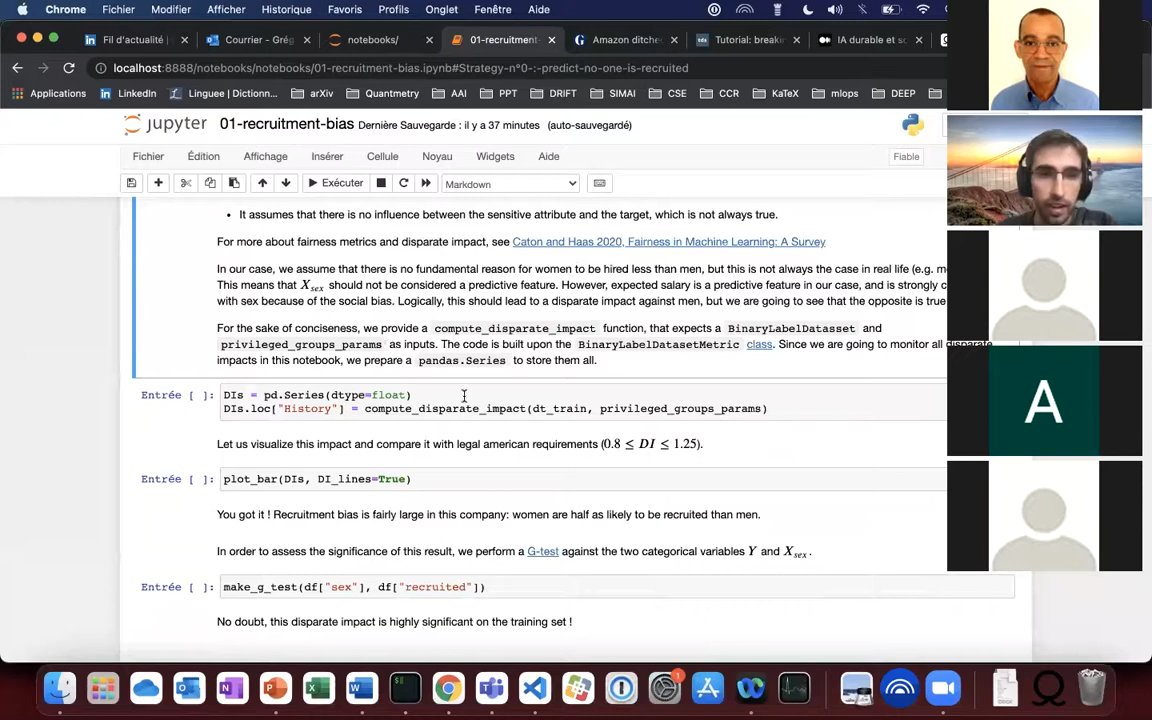 Chrome Fichier Modifier Afficher Historique Favoris Profils Onglet Fenêtre Aide
Fil d'actualité Courrier - Grég notebooks/ 01-recruitment- Amazon ditche Tutorial: breaki IA durable et sc
localhost:8888/notebooks/notebooks/01-recruitment-bias.ipynb#Strategy-n°0-:-predict-no-one-is-recruited
Applications LinkedIn Linguee | Dictionn... arXiv Quantmetry AAI PPT DRIFT SIMAI CSE CCR KaTeX mlops DEEP
jupyter 01-recruitment-bias Dernière Sauvegarde : il y a 37 minutes (auto-sauvegardé)
Fichier Édition Affichage Insérer Cellule Noyau Widgets Aide Fiable
Exécuter Markdown
• It assumes that there is no influence between the sensitive attribute and the target, which is not always true.
For more about fairness metrics and disparate impact, see Caton and Haas 2020, Fairness in Machine Learning: A Survey
In our case, we assume that there is no fundamental reason for women to be hired less than men, but this is not always the case in real life (e.g. m
This means that X_sex should not be considered a predictive feature. However, expected salary is a predictive feature in our case, and is strongly c
with sex because of the social bias. Logically, this should lead to a disparate impact against men, but we are going to see that the opposite is true
For the sake of conciseness, we provide a compute_disparate_impact function, that expects a BinaryLabelDatasset and
privileged_groups_params as inputs. The code is built upon the BinaryLabelDatasetMetric class. Since we are going to monitor all disparate
impacts in this notebook, we prepare a pandas.Series to store them all.
Entrée [ ]: DIs = pd.Series(dtype=float)
DIs.loc["History"] = compute_disparate_impact(dt_train, privileged_groups_params)
Let us visualize this impact and compare it with legal american requirements (0.8 ≤ DI ≤ 1.25).
Entrée [ ]: plot_bar(DIs, DI_lines=True)
You got it ! Recruitment bias is fairly large in this company: women are half as likely to be recruited than men.
In order to assess the significance of this result, we perform a G-test against the two categorical variables Y and X_sex.
Entrée [ ]: make_g_test(df["sex"], df["recruited"])
No doubt, this disparate impact is highly significant on the training set !
A
1